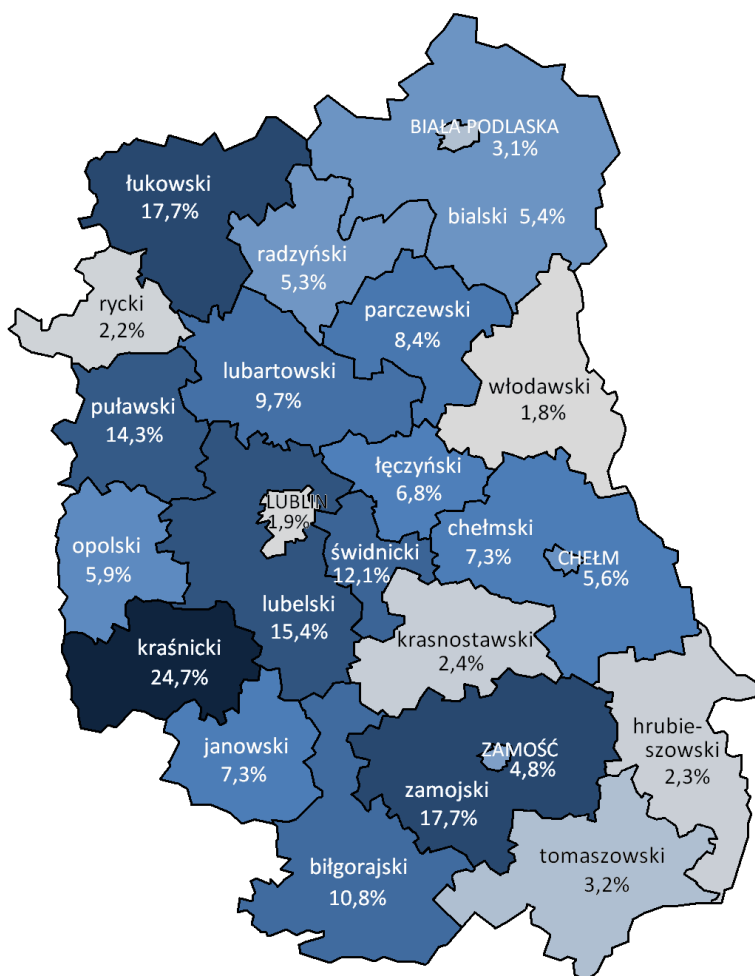 BIAŁA PODLASKA
3,1%
łukowski
17,7%
bialski 5,4%
radzyński
5,3%
rycki
2,2%
parczewski
8,4%
lubartowski
9,7%
włodawski
1,8%
puławski
14,3%
łęczyński
6,8%
LUBLIN
1,9%
chełmski
7,3%
CHEŁM
5,6%
opolski
5,9%
świdnicki
12,1%
lubelski
15,4%
kraśnicki
24,7%
krasnostawski
2,4%
janowski
7,3%
ZAMOŚĆ
4,8%
hrubie-
szowski
2,3%
zamojski
17,7%
biłgorajski
10,8%
tomaszowski
3,2%